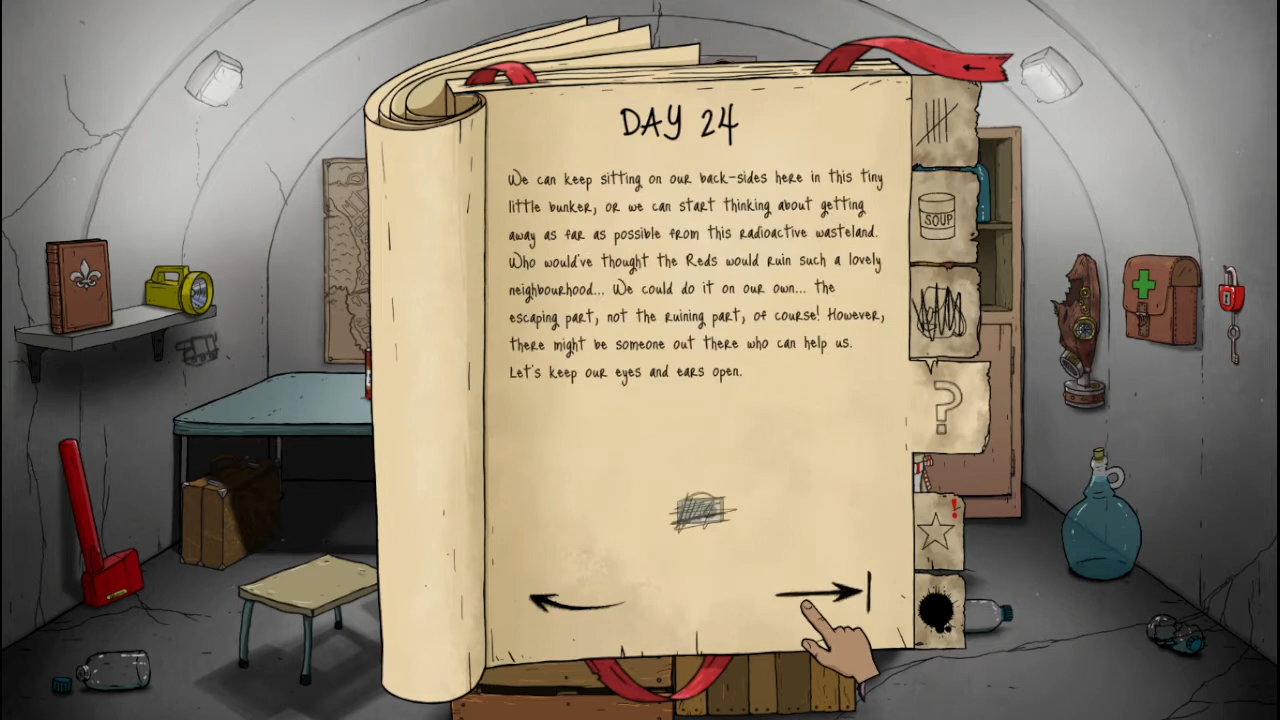 DAY 24
We can keep sitting on our back-sides here in this tiny
little bunker, or we can start thinking about getting
away as far as possible from this radioactive wasteland.
Who would've thought the Reds would ruin such a lovely
neighbourhood... We could do it on our own... the
escaping part, not the ruining part, of course! However,
there might be someone out there who can help us.
Let's keep our eyes and ears open.
SOUP
?
!